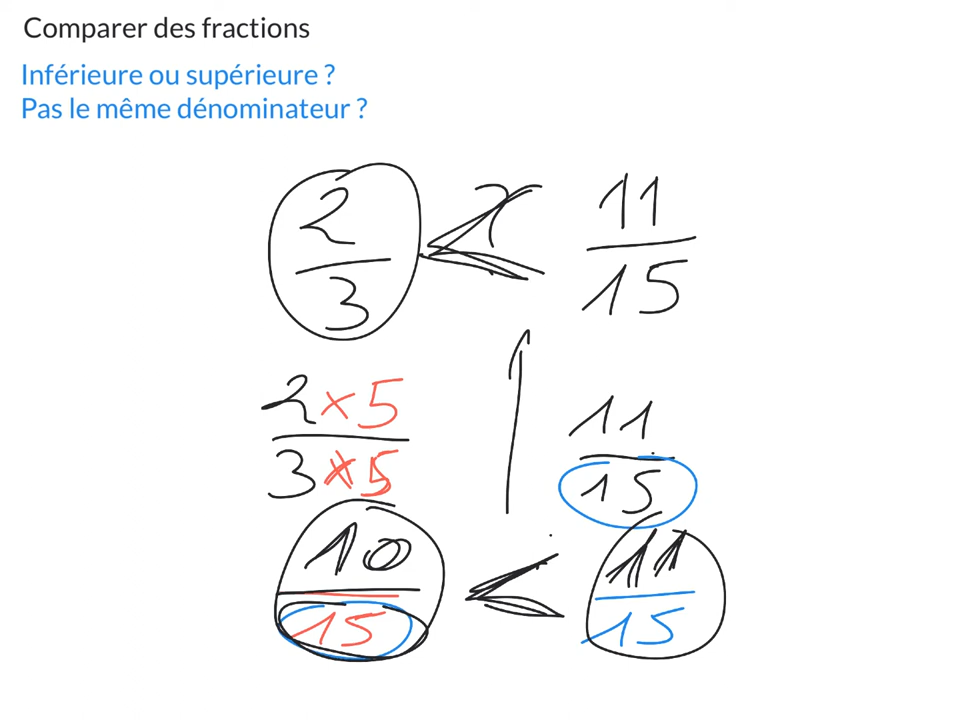 Comparer des fractions
Inférieure ou supérieure ?
Pas le même dénominateur ?
2 < 11
3 15
2 × 5 11
3 × 5 15
10 < 11
15 15